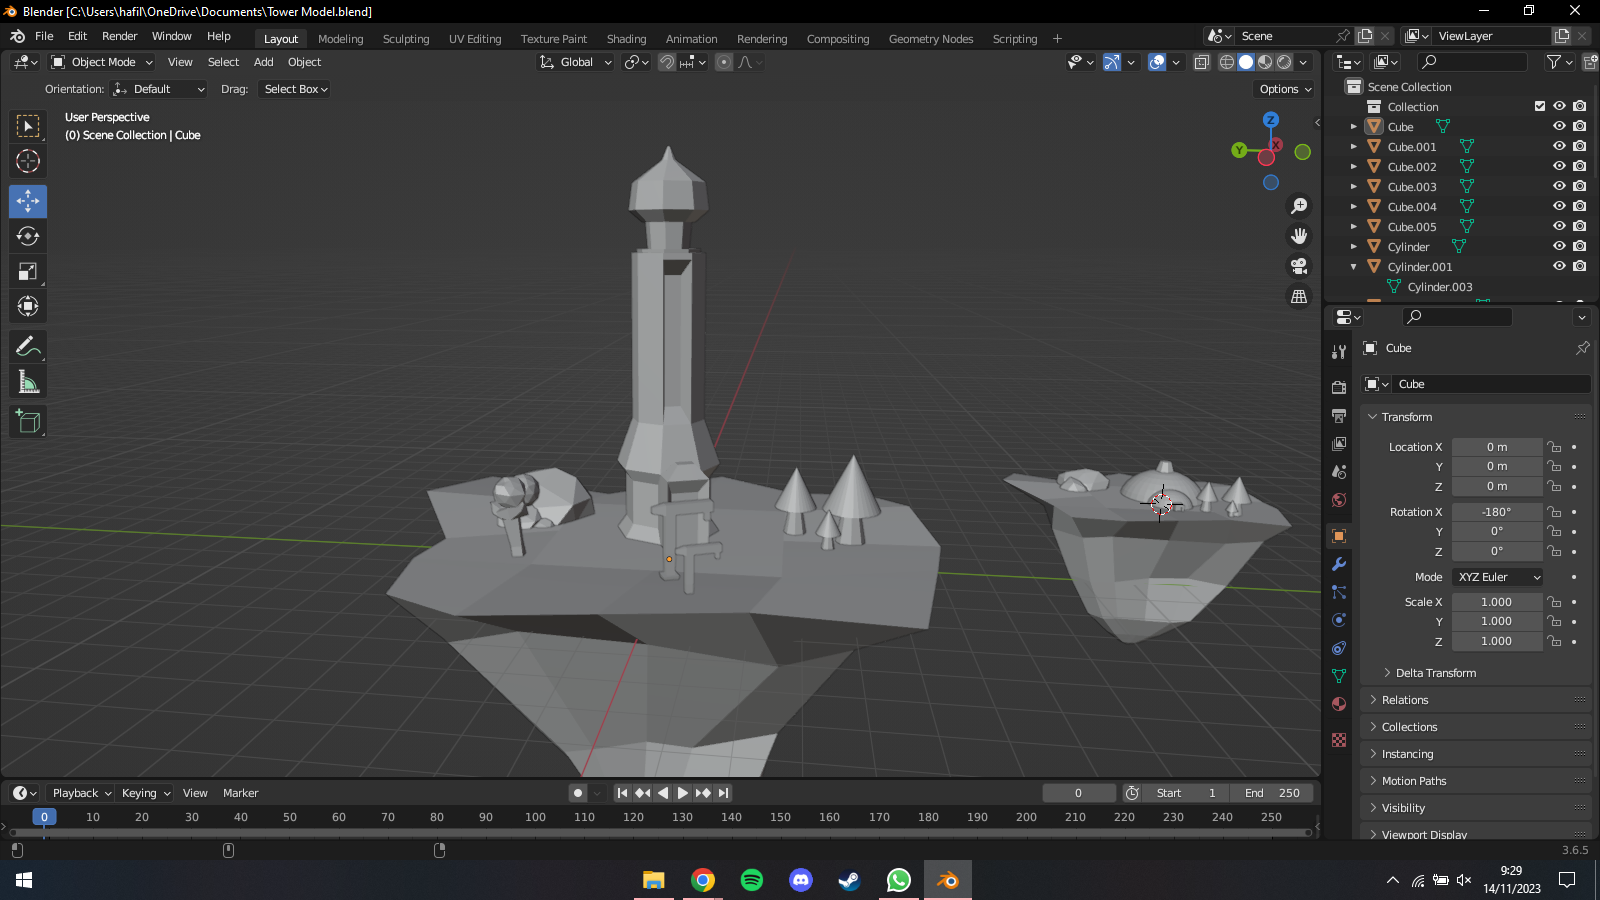 Blender [C:\Users\hafil\OneDrive\Documents\Tower Model.blend]
File Edit Render Window Help Layout Modeling Sculpting UV Editing Texture Paint Shading Animation Rendering Compositing Geometry Nodes Scripting + Scene ViewLayer
Object Mode View Select Add Object Global
Orientation: Default Drag: Select Box Options
User Perspective
(0) Scene Collection | Cube
Z
Y
X
Scene Collection
Collection
Cube
Cube.001
Cube.002
Cube.003
Cube.004
Cube.005
Cylinder
Cylinder.001
Cylinder.003
Cube
Cube
Transform
Location X 0 m
Y 0 m
Z 0 m
Rotation X -180°
Y 0°
Z 0°
Mode XYZ Euler
Scale X 1.000
Y 1.000
Z 1.000
Delta Transform
Relations
Collections
Instancing
Motion Paths
Visibility
Viewport Display
Playback Keying View Marker 0 Start 1 End 250
0 10 20 30 40 50 60 70 80 90 100 110 120 130 140 150 160 170 180 190 200 210 220 230 240 250
3.6.5
9:29
14/11/2023